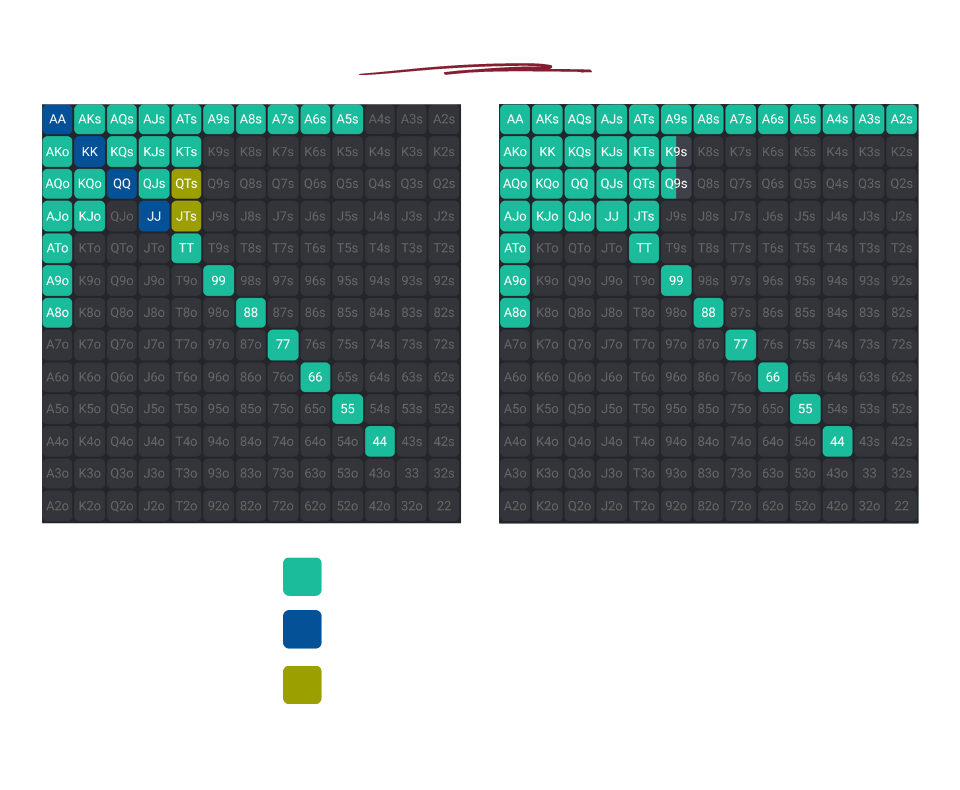 AA AKs AQs AJs ATs A9s A8s A7s A6s A5s A4s A3s A2s
AKo KK KQs KJs KTs K9s K8s K7s K6s K5s K4s K3s K2s
AQo KQo QQ QJs QTs Q9s Q8s Q7s Q6s Q5s Q4s Q3s Q2s
AJo KJo QJo JJ JTs J9s J8s J7s J6s J5s J4s J3s J2s
ATo KTo QTo JTo TT T9s T8s T7s T6s T5s T4s T3s T2s
A9o K9o Q9o J9o T9o 99 98s 97s 96s 95s 94s 93s 92s
A8o K8o Q8o J8o T8o 98o 88 87s 86s 85s 84s 83s 82s
A7o K7o Q7o J7o T7o 97o 87o 77 76s 75s 74s 73s 72s
A6o K6o Q6o J6o T6o 96o 86o 76o 66 65s 64s 63s 62s
A5o K5o Q5o J5o T5o 95o 85o 75o 65o 55 54s 53s 52s
A4o K4o Q4o J4o T4o 94o 84o 74o 64o 54o 44 43s 42s
A3o K3o Q3o J3o T3o 93o 83o 73o 63o 53o 43o 33 32s
A2o K2o Q2o J2o T2o 92o 82o 72o 62o 52o 42o 32o 22
AA AKs AQs AJs ATs A9s A8s A7s A6s A5s A4s A3s A2s
AKo KK KQs KJs KTs K9s K8s K7s K6s K5s K4s K3s K2s
AQo KQo QQ QJs QTs Q9s Q8s Q7s Q6s Q5s Q4s Q3s Q2s
AJo KJo QJo JJ JTs J9s J8s J7s J6s J5s J4s J3s J2s
ATo KTo QTo JTo TT T9s T8s T7s T6s T5s T4s T3s T2s
A9o K9o Q9o J9o T9o 99 98s 97s 96s 95s 94s 93s 92s
A8o K8o Q8o J8o T8o 98o 88 87s 86s 85s 84s 83s 82s
A7o K7o Q7o J7o T7o 97o 87o 77 76s 75s 74s 73s 72s
A6o K6o Q6o J6o T6o 96o 86o 76o 66 65s 64s 63s 62s
A5o K5o Q5o J5o T5o 95o 85o 75o 65o 55 54s 53s 52s
A4o K4o Q4o J4o T4o 94o 84o 74o 64o 54o 44 43s 42s
A3o K3o Q3o J3o T3o 93o 83o 73o 63o 53o 43o 33 32s
A2o K2o Q2o J2o T2o 92o 82o 72o 62o 52o 42o 32o 22